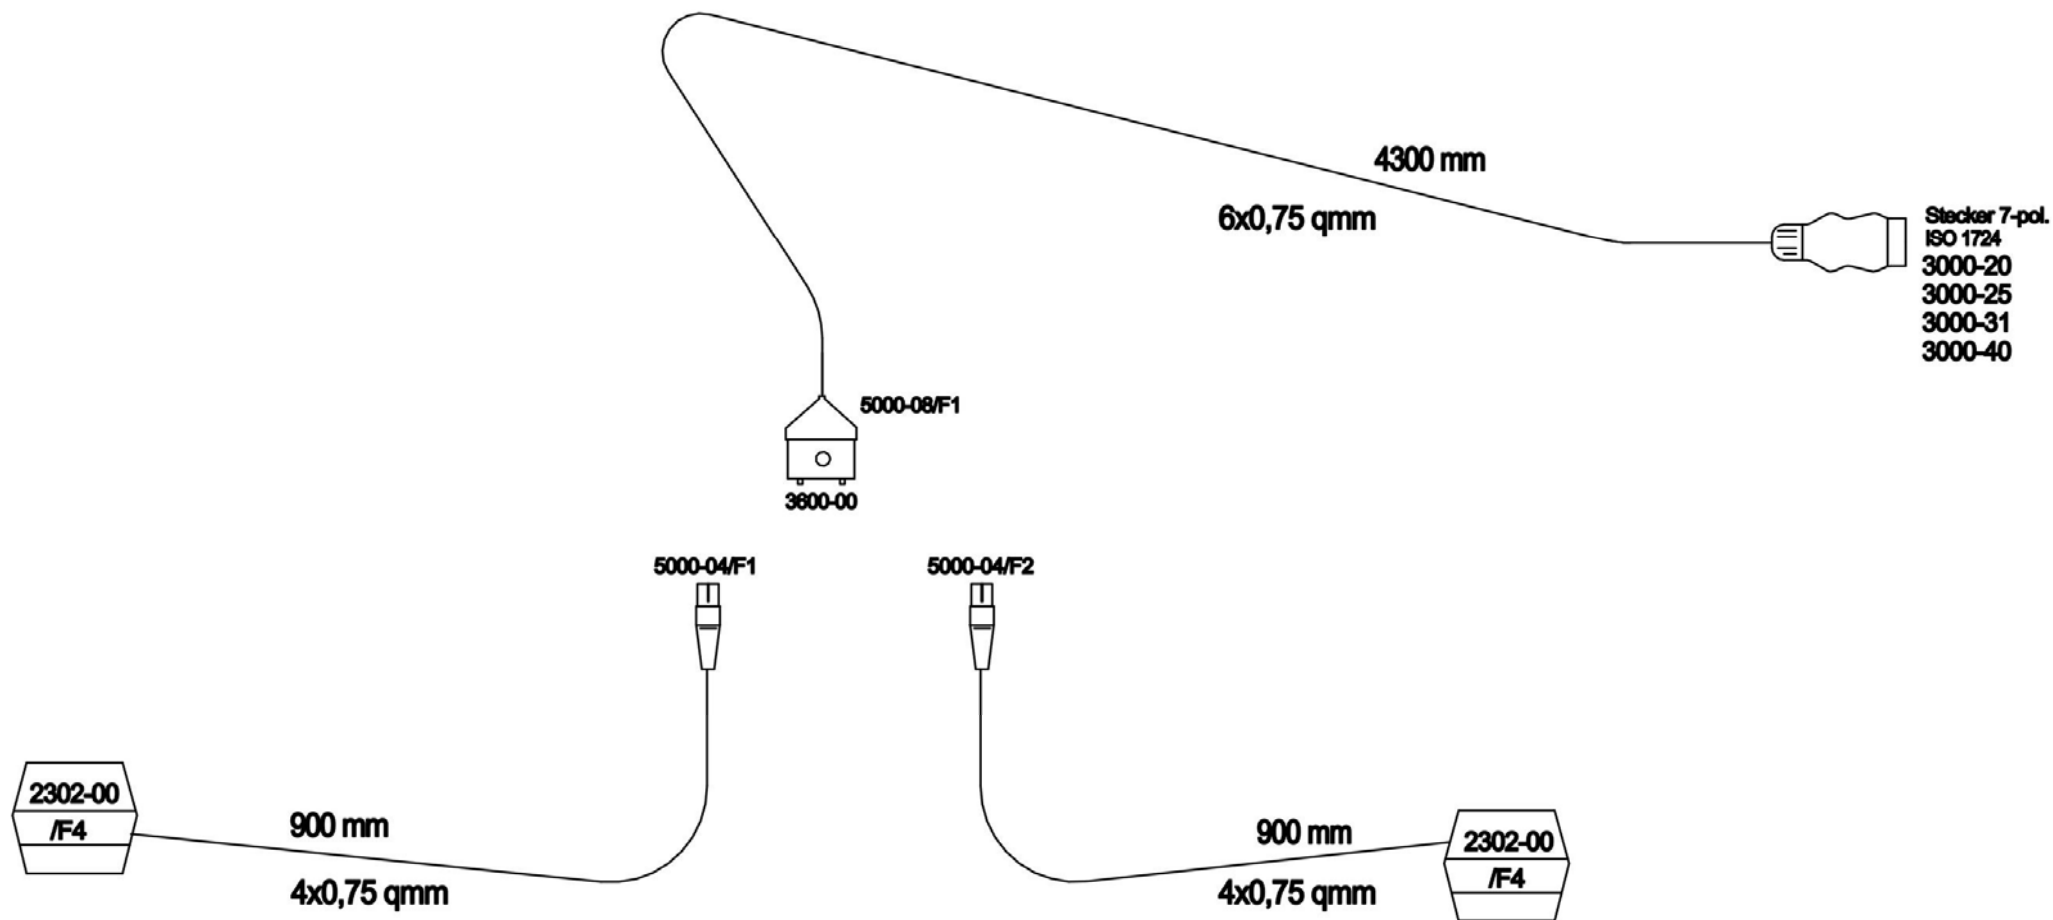 4300 mm
6x0,75 qmm
Stecker 7-pol.
ISO 1724
3000-20
3000-25
3000-31
3000-40
5000-08/F1
3600-00
5000-04/F1
5000-04/F2
2302-00
/F4
900 mm
4x0,75 qmm
900 mm
4x0,75 qmm
2302-00
/F4